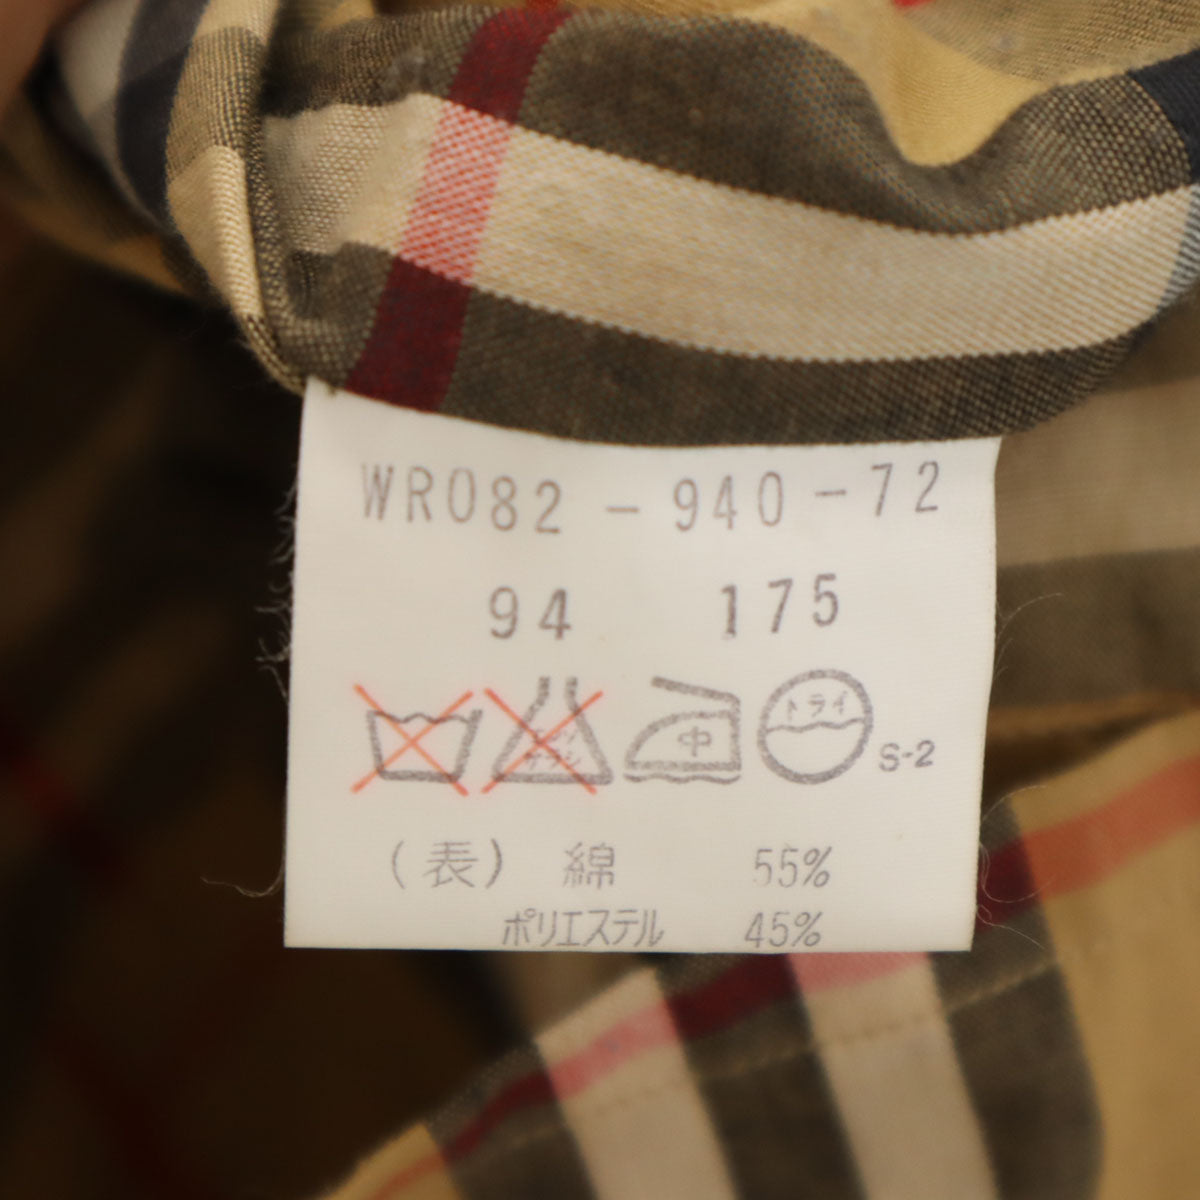 WR082-940-72
94 175
中 ドライ S-2
(表) 綿 55%
ポリエステル 45%